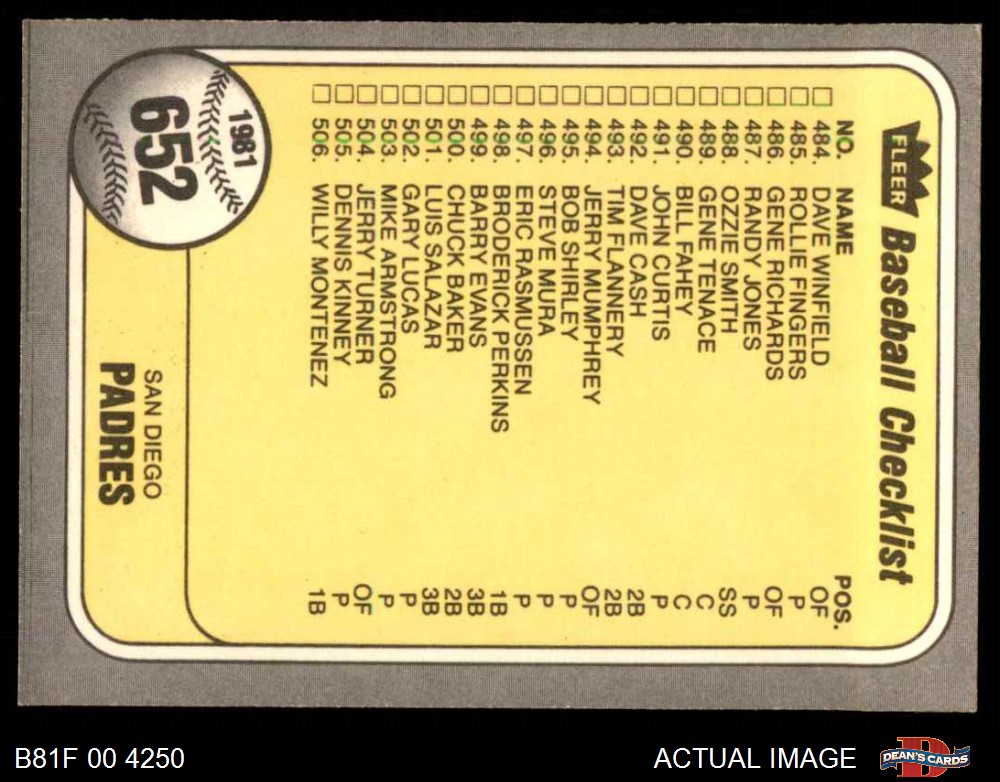 FLEER Baseball Checklist
NO. NAME POS.
484. DAVE WINFIELD OF
485. ROLLIE FINGERS P
486. GENE RICHARDS OF
487. RANDY JONES P
488. OZZIE SMITH SS
489. GENE TENACE C
490. BILL FAHEY C
491. JOHN CURTIS P
492. DAVE CASH 2B
493. TIM FLANNERY 2B
494. JERRY MUMPHREY OF
495. BOB SHIRLEY P
496. STEVE MURA P
497. ERIC RASMUSSEN P
498. BRODERICK PERKINS 1B
499. BARRY EVANS 3B
500. CHUCK BAKER 2B
501. LUIS SALAZAR 3B
502. GARY LUCAS P
503. MIKE ARMSTRONG P
504. JERRY TURNER OF
505. DENNIS KINNEY P
506. WILLY MONTENEZ 1B
1981
652
SAN DIEGO
PADRES
B81F 00 4250
ACTUAL IMAGE
DEAN'S CARDS